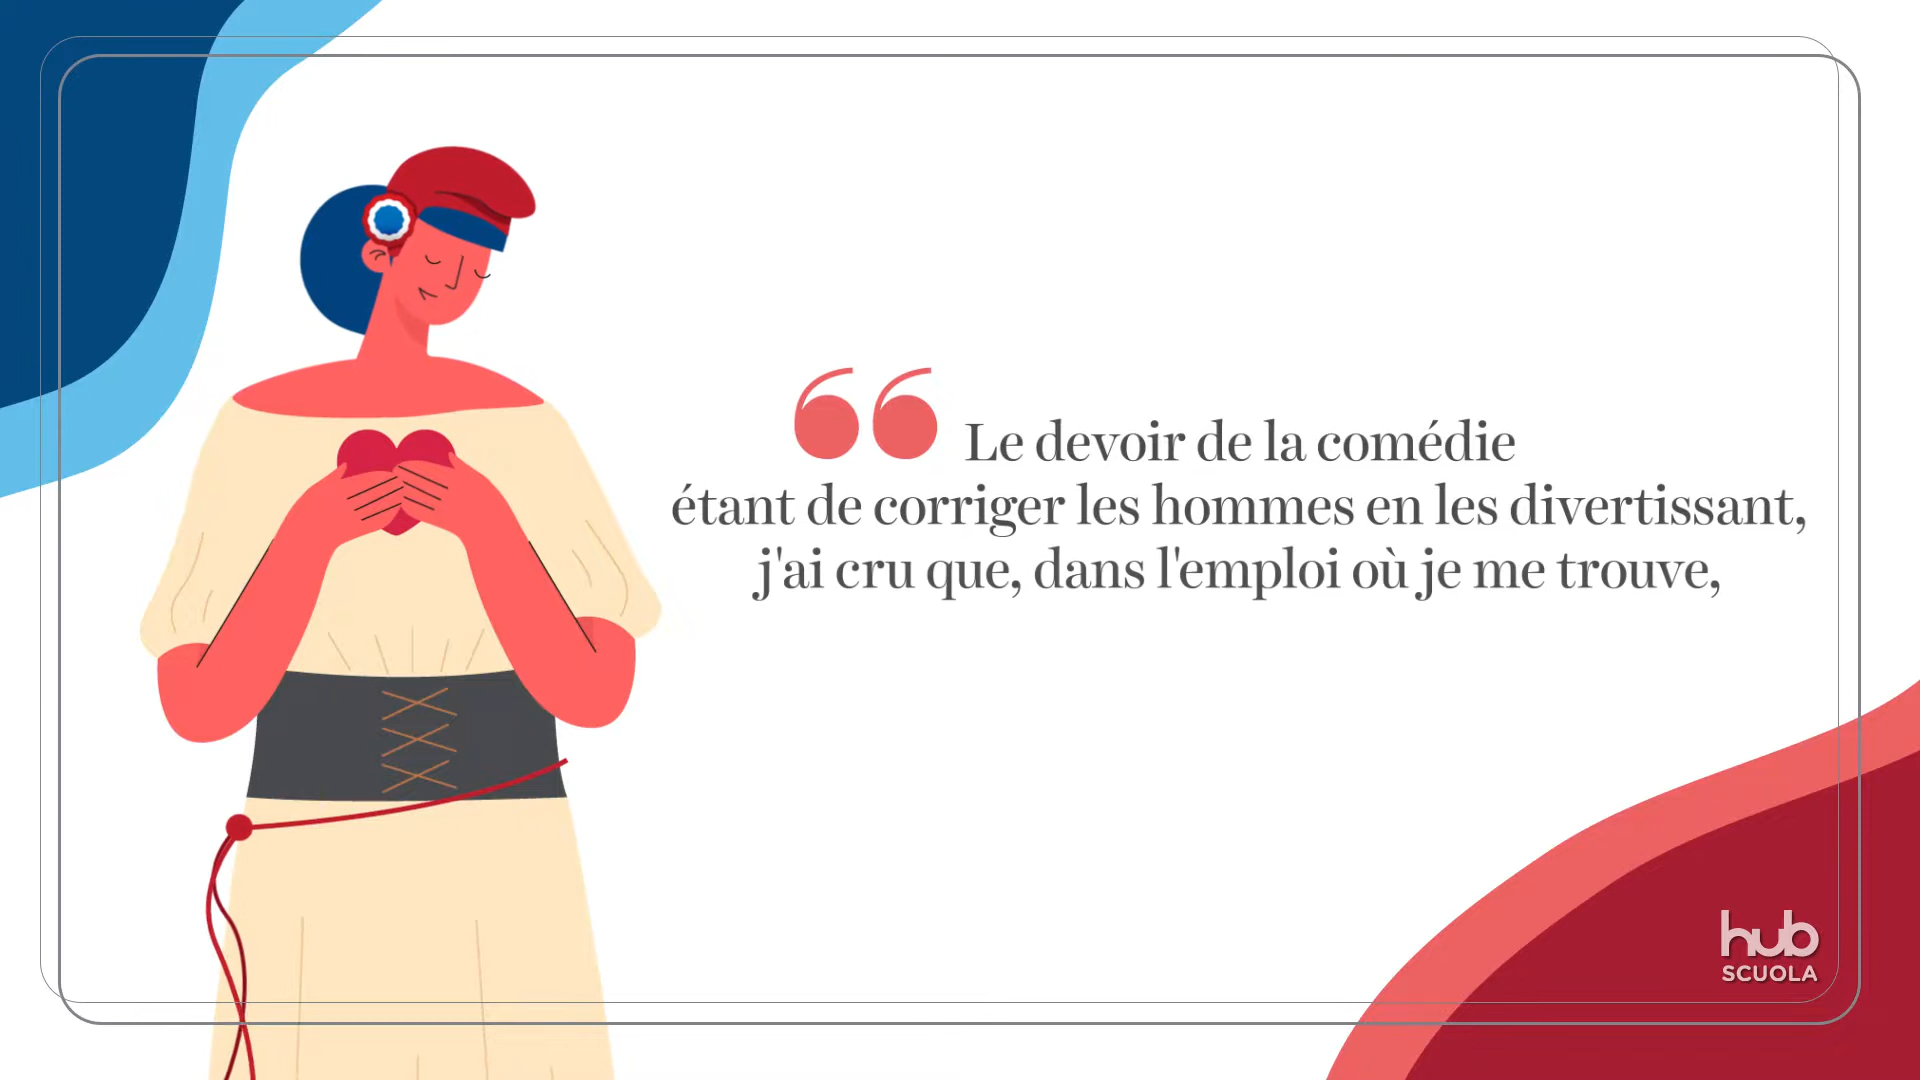 “ Le devoir de la comédie
étant de corriger les hommes en les divertissant,
j'ai cru que, dans l'emploi où je me trouve,
hub
SCUOLA